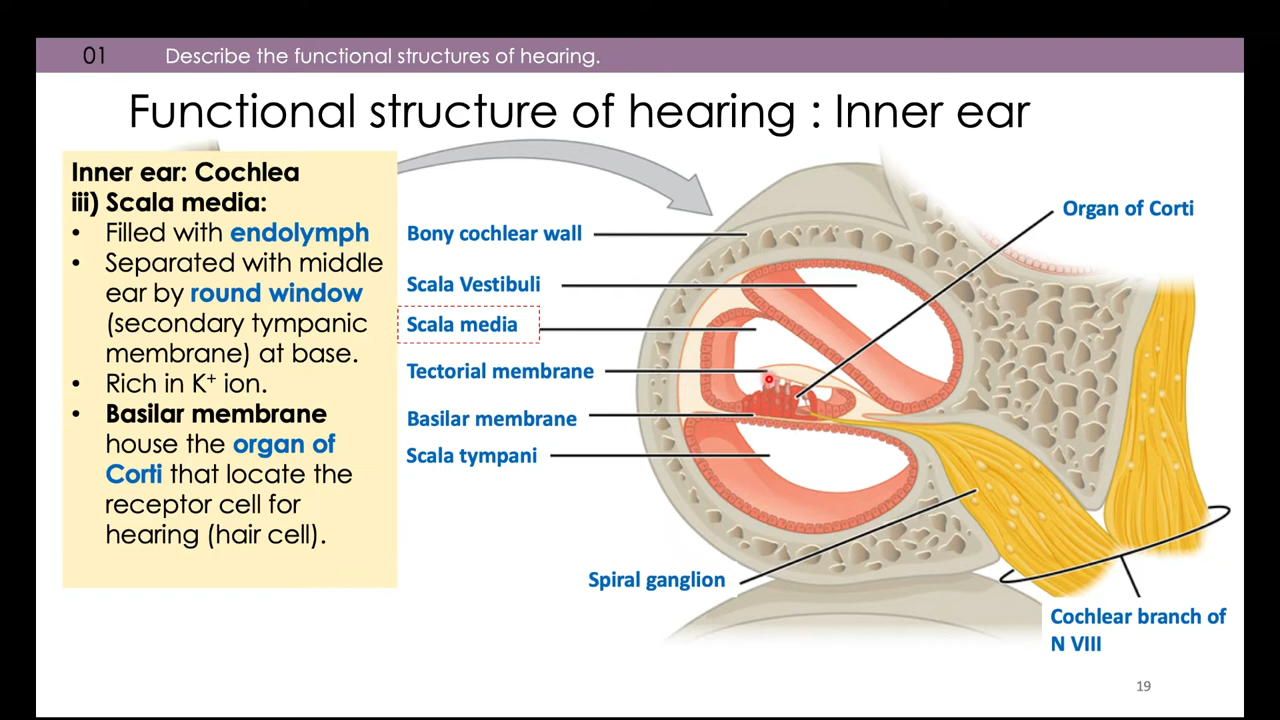 01
Describe the functional structures of hearing.
Functional structure of hearing : Inner ear
Inner ear: Cochlea
iii) Scala media:
• Filled with endolymph
• Separated with middle
ear by round window
(secondary tympanic
membrane) at base.
• Rich in K⁺ ion.
• Basilar membrane
house the organ of
Corti that locate the
receptor cell for
hearing (hair cell).
Bony cochlear wall
Scala Vestibuli
Scala media
Tectorial membrane
Basilar membrane
Scala tympani
Spiral ganglion
Organ of Corti
Cochlear branch of
N VIII
19